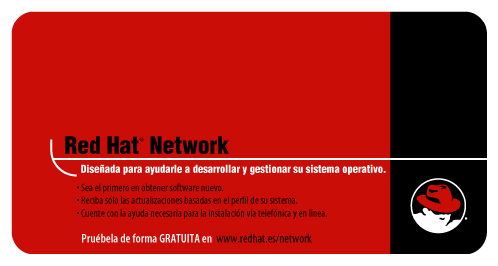 Red Hat® Network
Diseñada para ayudarle a desarrollar y gestionar su sistema operativo.
• Sea el primero en obtener software nuevo.
• Reciba sólo las actualizaciones basadas en el perfil de su sistema.
• Cuente con la ayuda necesaria para la instalación vía telefónica y en línea.
Pruébela de forma GRATUITA en www.redhat.es/network